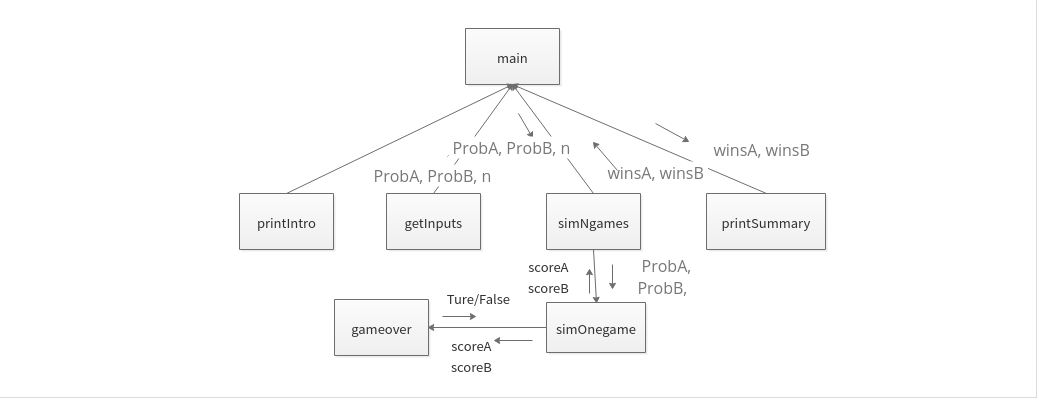 main
ProbA, ProbB, n
winsA, winsB
ProbA, ProbB, n
winsA, winsB
printIntro
getInputs
simNgames
printSummary
scoreA
scoreB
ProbA,
ProbB,
Ture/False
gameover
simOnegame
scoreA
scoreB